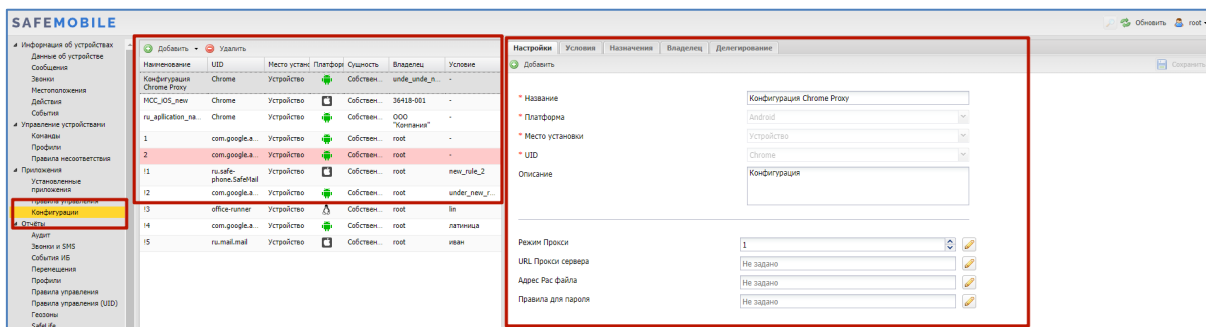 SAFEMOBILE
Обновить root
Информация об устройствах
Данные об устройстве
Сообщения
Звонки
Местоположения
Действия
События
Управление устройствами
Команды
Профили
Правила несоответствия
Приложения
Установленные приложения
Правила управления
Конфигурации
Отчёты
Аудит
Звонки и SMS
События ИБ
Перемещения
Профили
Правила управления
Правила управления (UID)
Геозоны
SafeLife
Добавить Удалить
Наименование UID Место устано Платфор Сущность Владелец Условие
Конфигурация Chrome Proxy Chrome Устройство Собствен... unde_unde_n... -
MCC_iOS_new Chrome Устройство Собствен... 36418-001 -
ru_apllication_na... Chrome Устройство Собствен... ООО "Компания" -
1 com.google.a... Устройство Собствен... root -
2 com.google.a... Устройство Собствен... root -
!1 ru.safe-phone.SafeMail Устройство Собствен... root new_rule_2
!2 com.google.a... Устройство Собствен... root under_new_r...
!3 office-runner Устройство Собствен... root lin
!4 com.google.a... Устройство Собствен... root латиница
!5 ru.mail.mail Устройство Собствен... root иван
Настройки Условия Назначения Владелец Делегирование
Добавить Сохранить
* Название Конфигурация Chrome Proxy
* Платформа Android
* Место установки Устройство
* UID Chrome
Описание Конфигурация
Режим Прокси 1
URL Прокси сервера Не задано
Адрес Pac файла Не задано
Правила для пароля Не задано